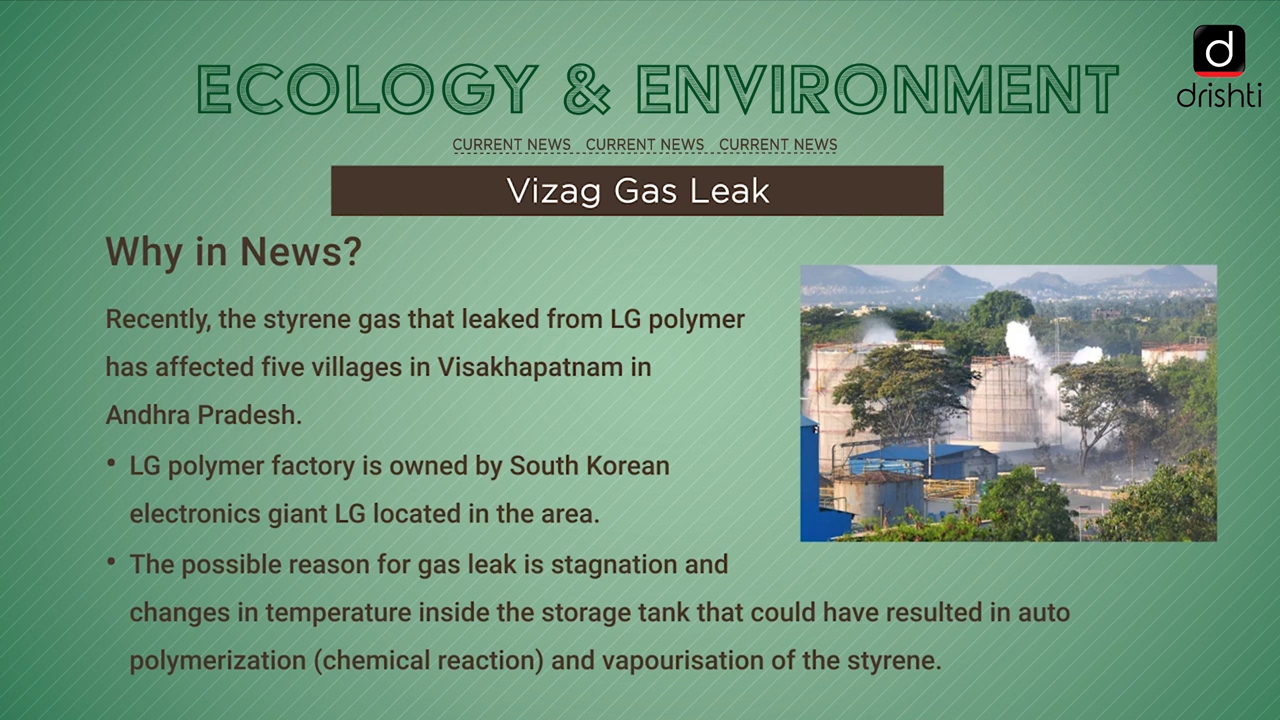 ECOLOGY & ENVIRONMENT
d
drishti
CURRENT NEWS CURRENT NEWS CURRENT NEWS
Vizag Gas Leak
Why in News?
Recently, the styrene gas that leaked from LG polymer
has affected five villages in Visakhapatnam in
Andhra Pradesh.
• LG polymer factory is owned by South Korean
electronics giant LG located in the area.
• The possible reason for gas leak is stagnation and
changes in temperature inside the storage tank that could have resulted in auto
polymerization (chemical reaction) and vapourisation of the styrene.